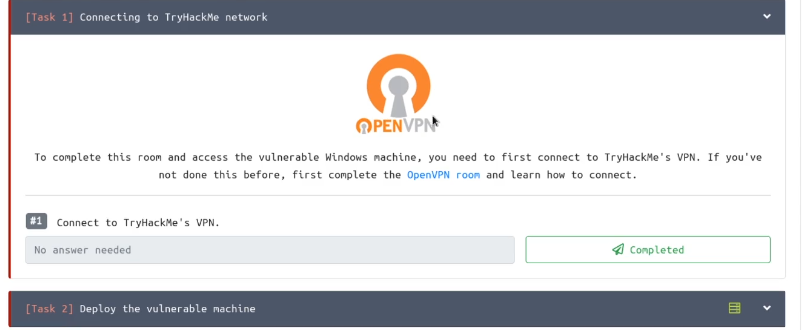 [Task 1] Connecting to TryHackMe network
OPENVPN
To complete this room and access the vulnerable Windows machine, you need to first connect to TryHackMe's VPN. If you've
not done this before, first complete the OpenVPN room and learn how to connect.
#1 Connect to TryHackMe's VPN.
No answer needed
Completed
[Task 2] Deploy the vulnerable machine